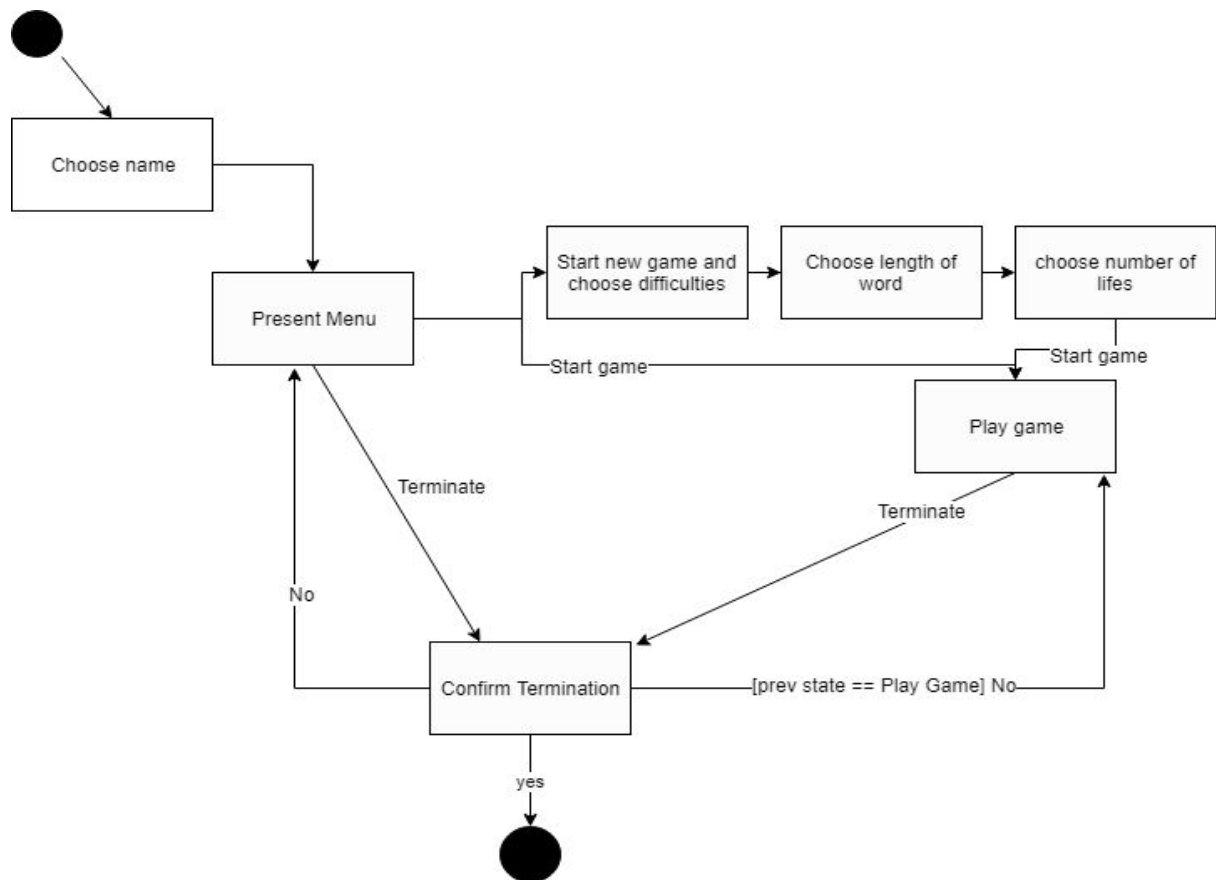 Choose name
Start new game and
choose difficulties
Choose length of
word
choose number of
lifes
Present Menu
Start game
Start game
Play game
Terminate
Terminate
No
Confirm Termination
[prev state == Play Game] No
yes